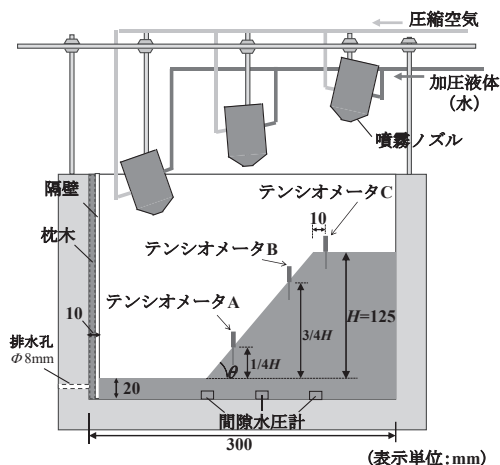 圧縮空気
加圧液体
(水)
噴霧ノズル
隔壁
テンシオメータC
10
枕木
テンシオメータB
テンシオメータA
10
H=125
3/4H
排水孔
Φ8mm
1/4H
θ
20
間隙水圧計
300
(表示単位:mm)